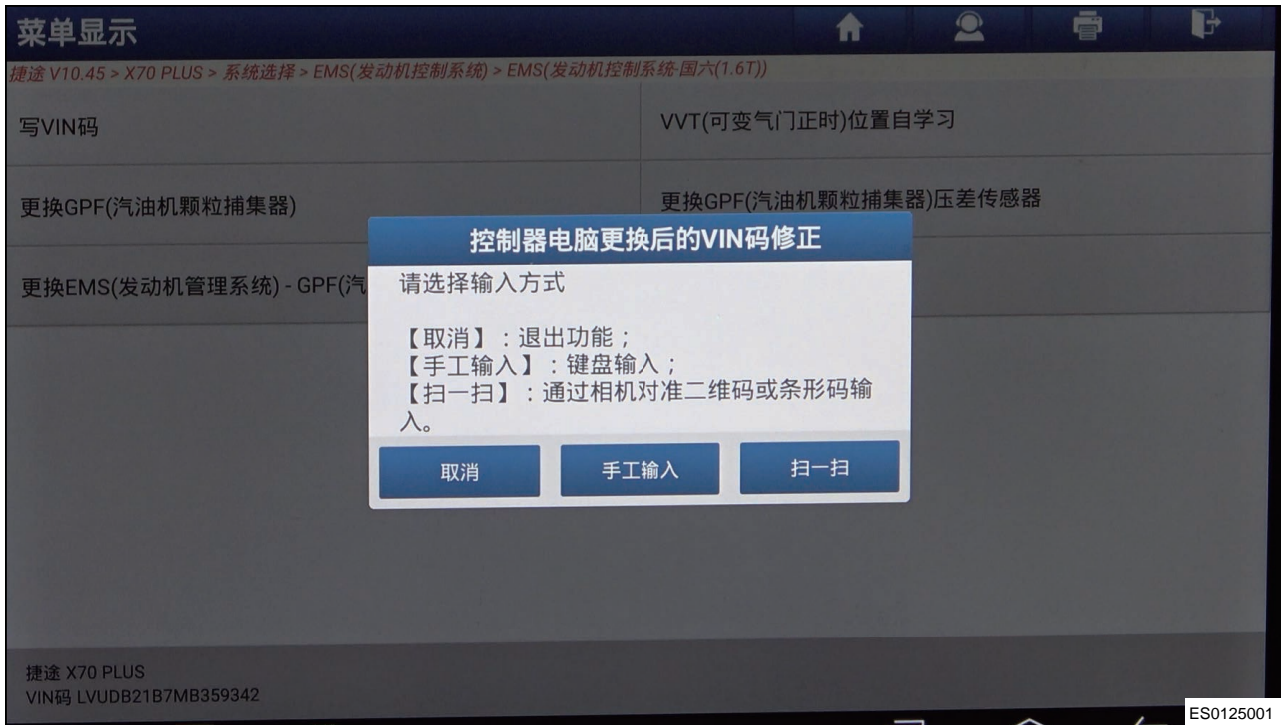 菜单显示
捷途 V10.45 > X70 PLUS > 系统选择 > EMS(发动机控制系统) > EMS(发动机控制系统-国六(1.6T))
写VIN码
VVT(可变气门正时)位置自学习
更换GPF(汽油机颗粒捕集器)
更换GPF(汽油机颗粒捕集器)压差传感器
更换EMS(发动机管理系统) - GPF(汽
控制器电脑更换后的VIN码修正
请选择输入方式
【取消】:退出功能;
【手工输入】:键盘输入;
【扫一扫】:通过相机对准二维码或条形码输
入。
取消
手工输入
扫一扫
捷途 X70 PLUS
VIN码 LVUDB21B7MB359342
ES0125001